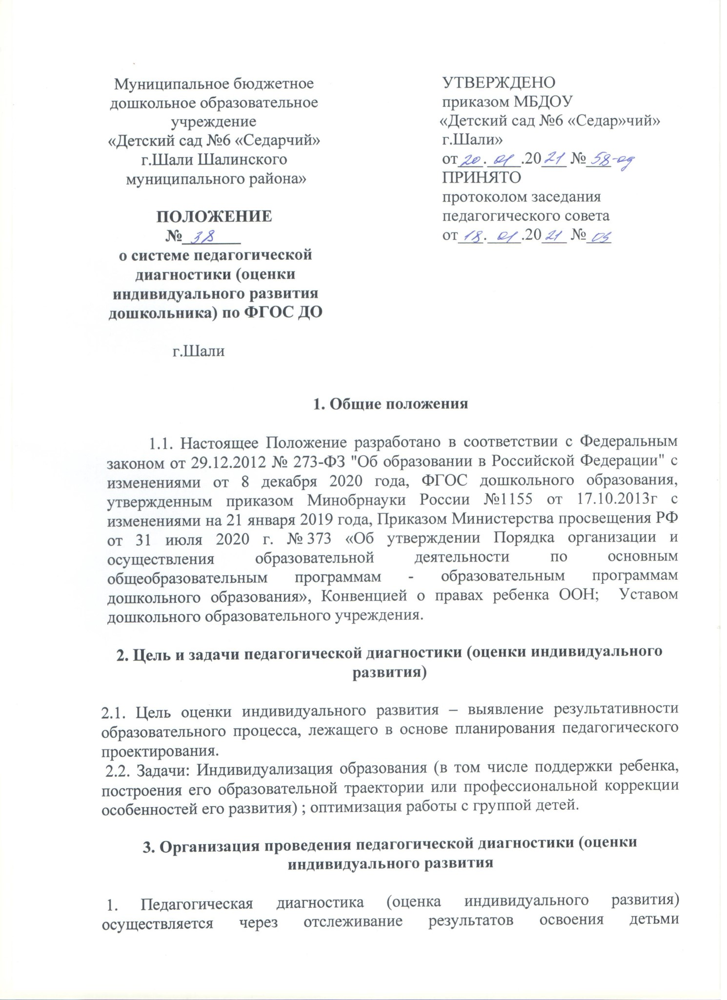 Муниципальное бюджетное
дошкольное образовательное
учреждение
«Детский сад №6 «Седарчий»
г.Шали Шалинского
муниципального района»
ПОЛОЖЕНИЕ
№ 38
о системе педагогической
диагностики (оценки
индивидуального развития
дошкольника) по ФГОС ДО
г.Шали
УТВЕРЖДЕНО
приказом МБДОУ
«Детский сад №6 «Седар»чий»
г.Шали»
от 20.01.2021 № 58-од
ПРИНЯТО
протоколом заседания
педагогического совета
от 18.01.2021 № 03
1. Общие положения
1.1. Настоящее Положение разработано в соответствии с Федеральным
законом от 29.12.2012 № 273-ФЗ "Об образовании в Российской Федерации" с
изменениями от 8 декабря 2020 года, ФГОС дошкольного образования,
утвержденным приказом Минобрнауки России №1155 от 17.10.2013г с
изменениями на 21 января 2019 года, Приказом Министерства просвещения РФ
от 31 июля 2020 г. № 373 «Об утверждении Порядка организации и
осуществления образовательной деятельности по основным
общеобразовательным программам - образовательным программам
дошкольного образования», Конвенцией о правах ребенка ООН; Уставом
дошкольного образовательного учреждения.
2. Цель и задачи педагогической диагностики (оценки индивидуального
развития)
2.1. Цель оценки индивидуального развития – выявление результативности
образовательного процесса, лежащего в основе планирования педагогического
проектирования.
2.2. Задачи: Индивидуализация образования (в том числе поддержки ребенка,
построения его образовательной траектории или профессиональной коррекции
особенностей его развития) ; оптимизация работы с группой детей.
3. Организация проведения педагогической диагностики (оценки
индивидуального развития
1. Педагогическая диагностика (оценка индивидуального развития)
осуществляется через отслеживание результатов освоения детьми